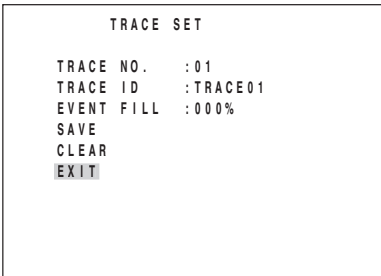 TRACE SET
TRACE NO. :01
TRACE ID :TRACE01
EVENT FILL :000%
SAVE
CLEAR
EXIT